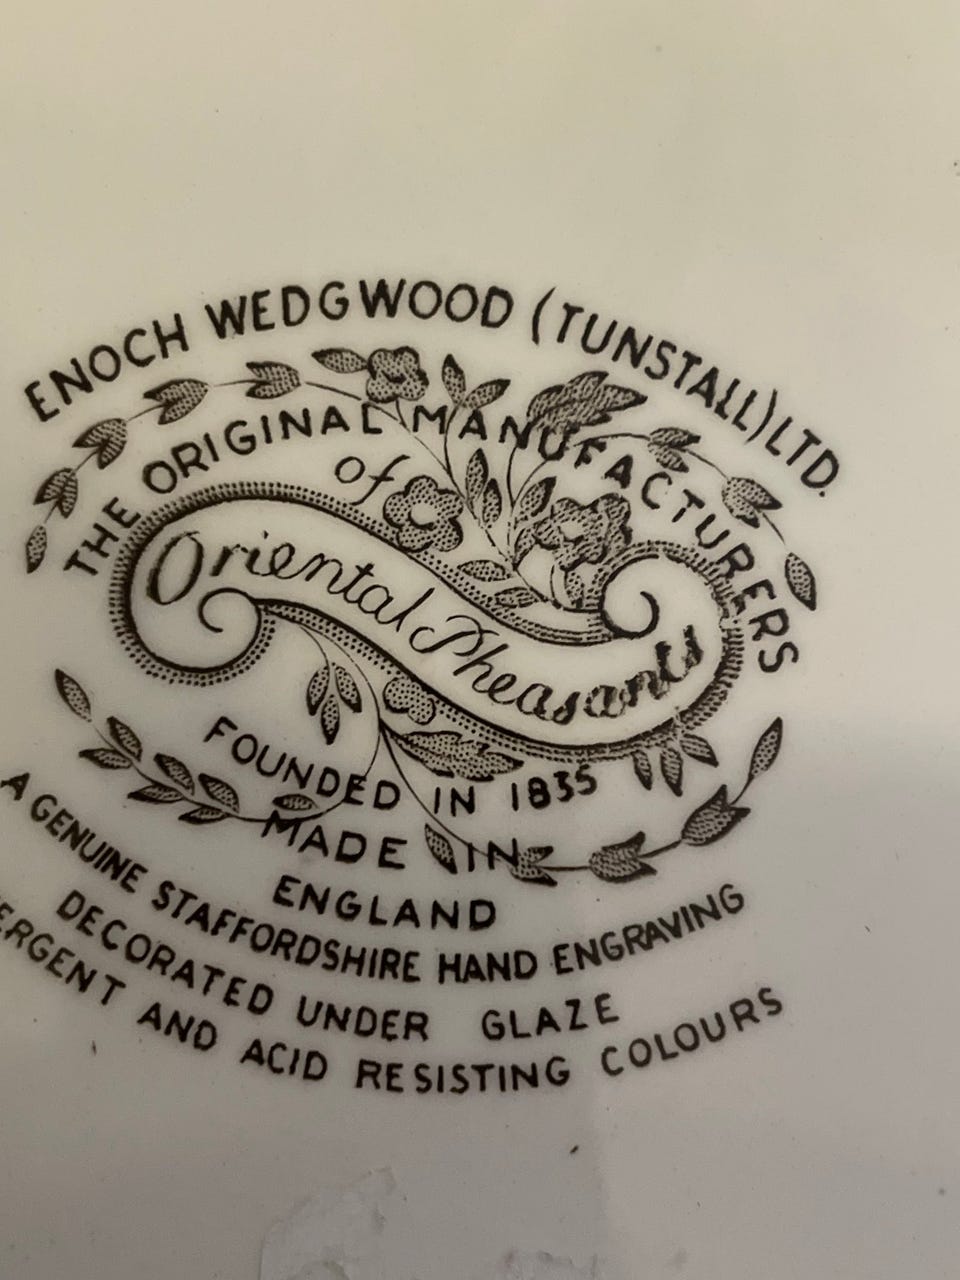 ENOCH WEDGWOOD (TUNSTALL) LTD.
THE ORIGINAL MANUFACTURERS
of
Oriental Pheasants
FOUNDED IN 1835
MADE IN
ENGLAND
A GENUINE STAFFORDSHIRE HAND ENGRAVING
DECORATED UNDER GLAZE
ERGENT AND ACID RESISTING COLOURS